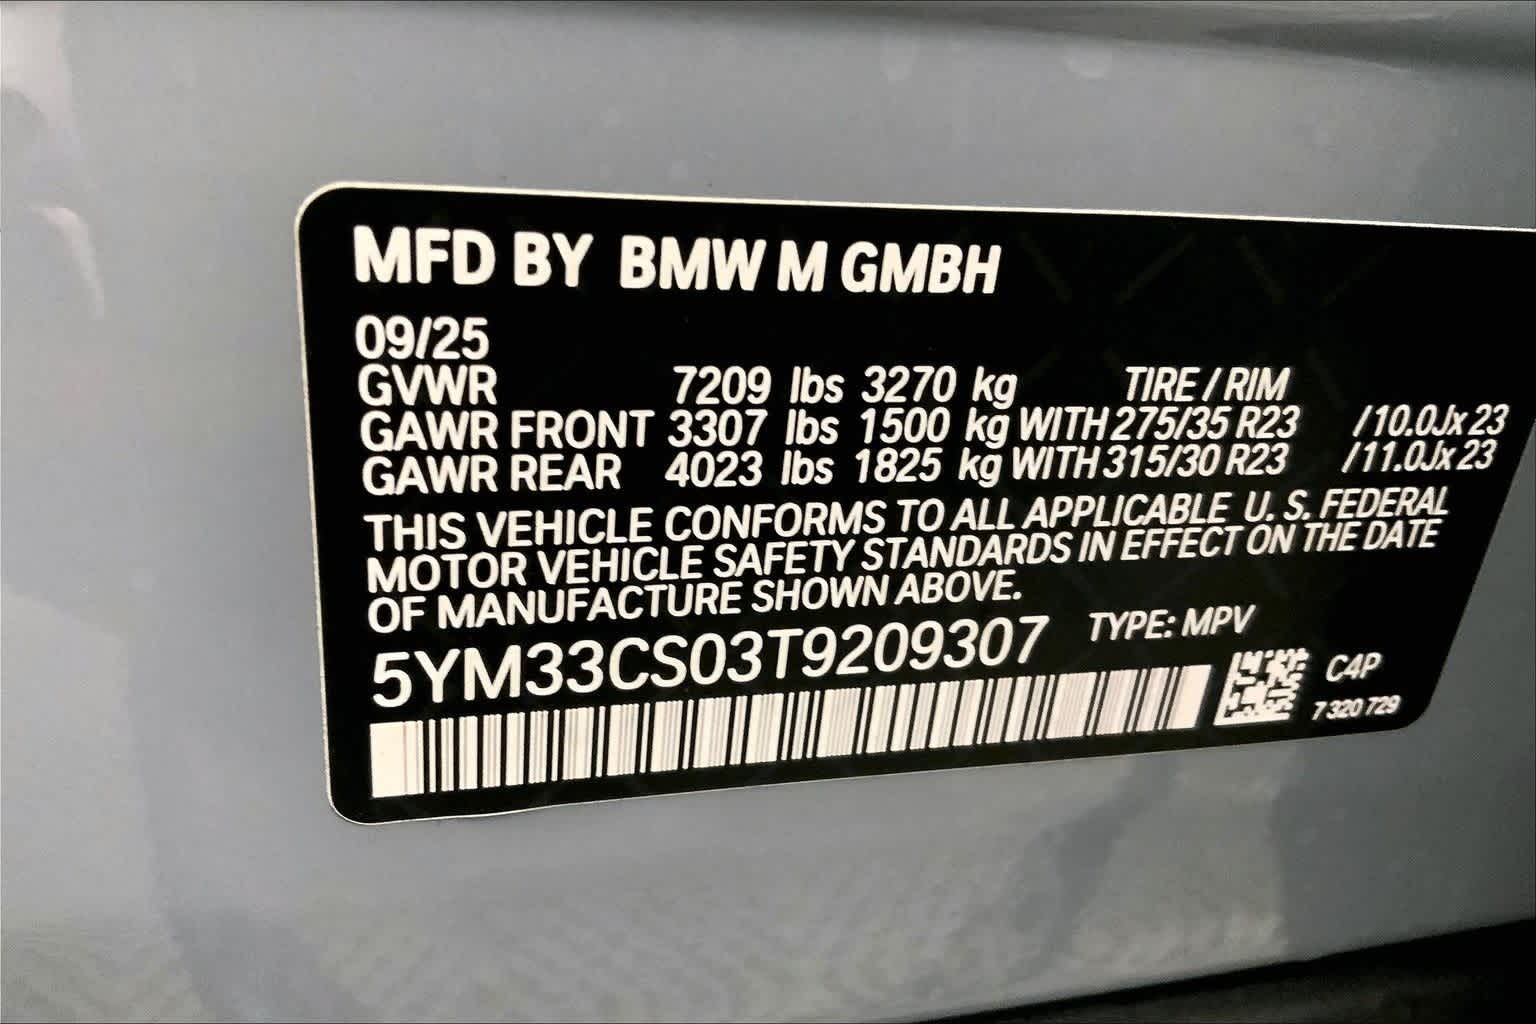 MFD BY BMW M GMBH
09/25
GVWR 7209 lbs 3270 kg TIRE / RIM
GAWR FRONT 3307 lbs 1500 kg WITH 275/35 R23 /10.0Jx23
GAWR REAR 4023 lbs 1825 kg WITH 315/30 R23 /11.0Jx23
THIS VEHICLE CONFORMS TO ALL APPLICABLE U. S. FEDERAL
MOTOR VEHICLE SAFETY STANDARDS IN EFFECT ON THE DATE
OF MANUFACTURE SHOWN ABOVE.
5YM33CS03T9209307 TYPE: MPV
C4P
7 320 729